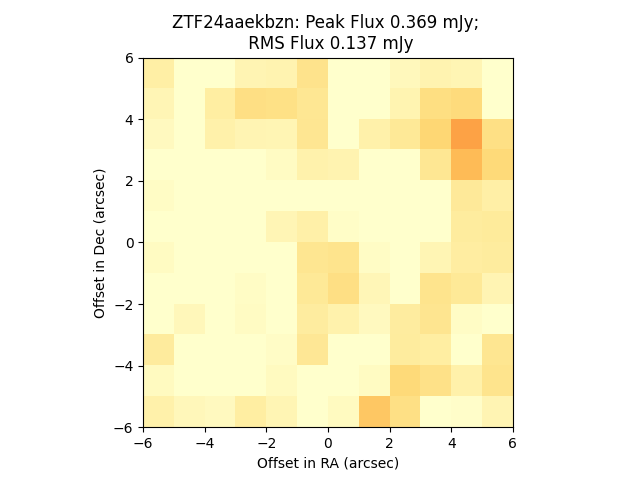 ZTF24aaekbzn: Peak Flux 0.369 mJy;
RMS Flux 0.137 mJy
6
4
2
0
−2
−4
−6
Offset in Dec (arcsec)
−6 −4 −2 0 2 4 6
Offset in RA (arcsec)